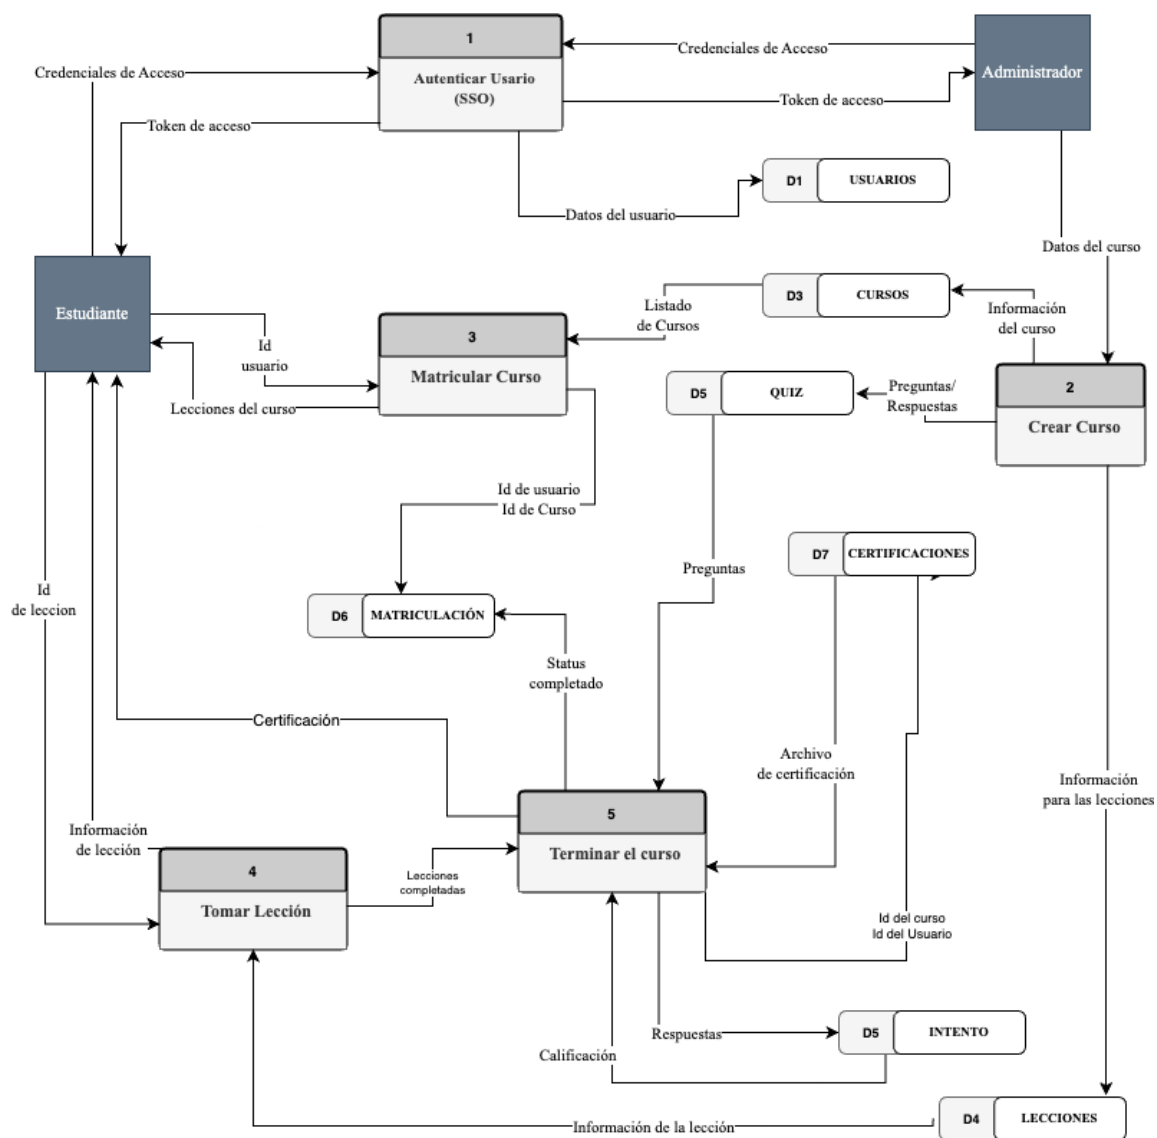 1
Autenticar Usario
(SSO)
Credenciales de Acceso
Credenciales de Acceso
Administrador
Token de acceso
Token de acceso
D1
USUARIOS
Datos del usuario
Datos del curso
Estudiante
D3
CURSOS
Listado
de Cursos
Información
del curso
3
Matricular Curso
Id
usuario
Lecciones del curso
D5
QUIZ
Preguntas/
Respuestas
2
Crear Curso
Id de usuario
Id de Curso
D7
CERTIFICACIONES
Preguntas
Id
de leccion
D6
MATRICULACIÓN
Status
completado
Certificación
Archivo
de certificación
Información
para las lecciones
5
Terminar el curso
Información
de lección
4
Tomar Lección
Lecciones
completadas
Id del curso
Id del Usuario
Respuestas
D5
INTENTO
Calificación
D4
LECCIONES
Información de la lección